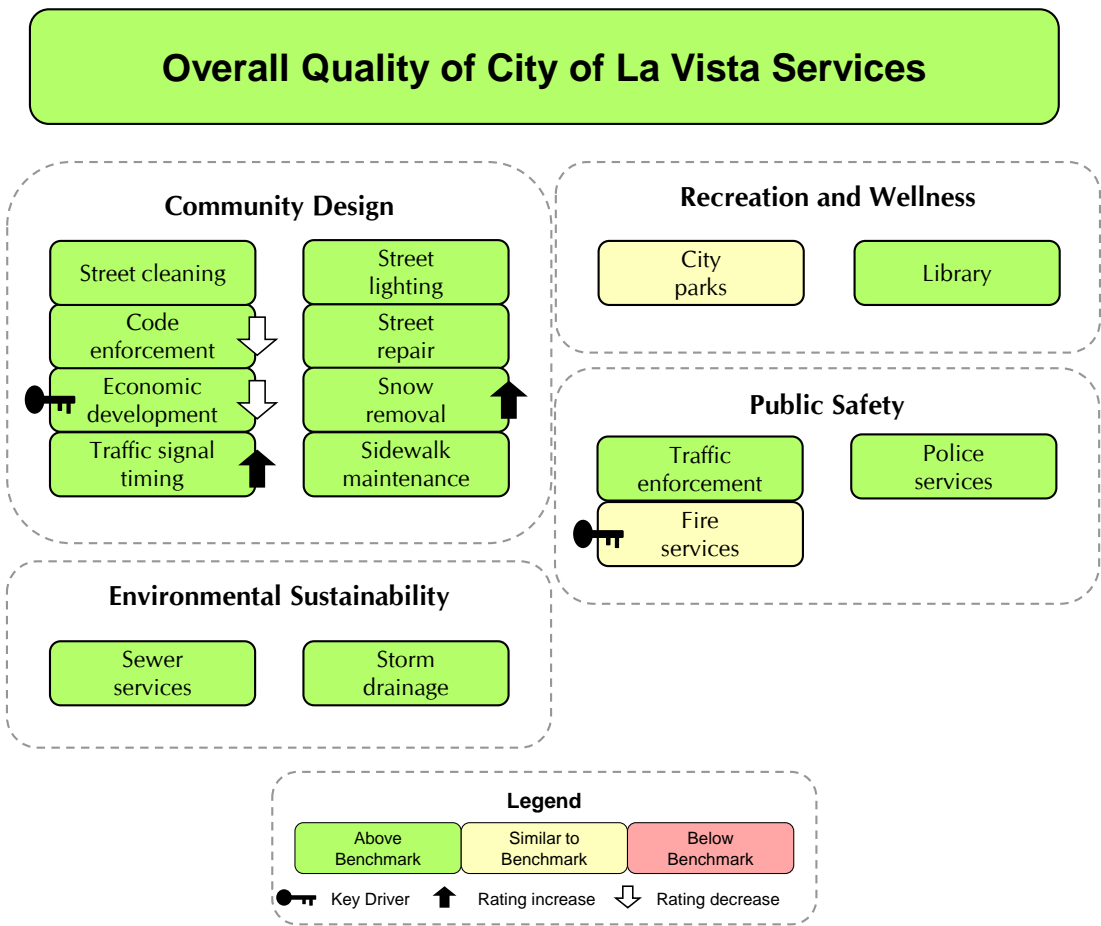 Overall Quality of City of La Vista Services
Community Design
Street cleaning
Code
enforcement
Economic
development
Traffic signal
timing
Street
lighting
Street
repair
Snow
removal
Sidewalk
maintenance
Recreation and Wellness
City
parks
Library
Public Safety
Traffic
enforcement
Fire
services
Police
services
Environmental Sustainability
Sewer
services
Storm
drainage
Legend
Above
Benchmark
Similar to
Benchmark
Below
Benchmark
Key Driver
Rating increase
Rating decrease